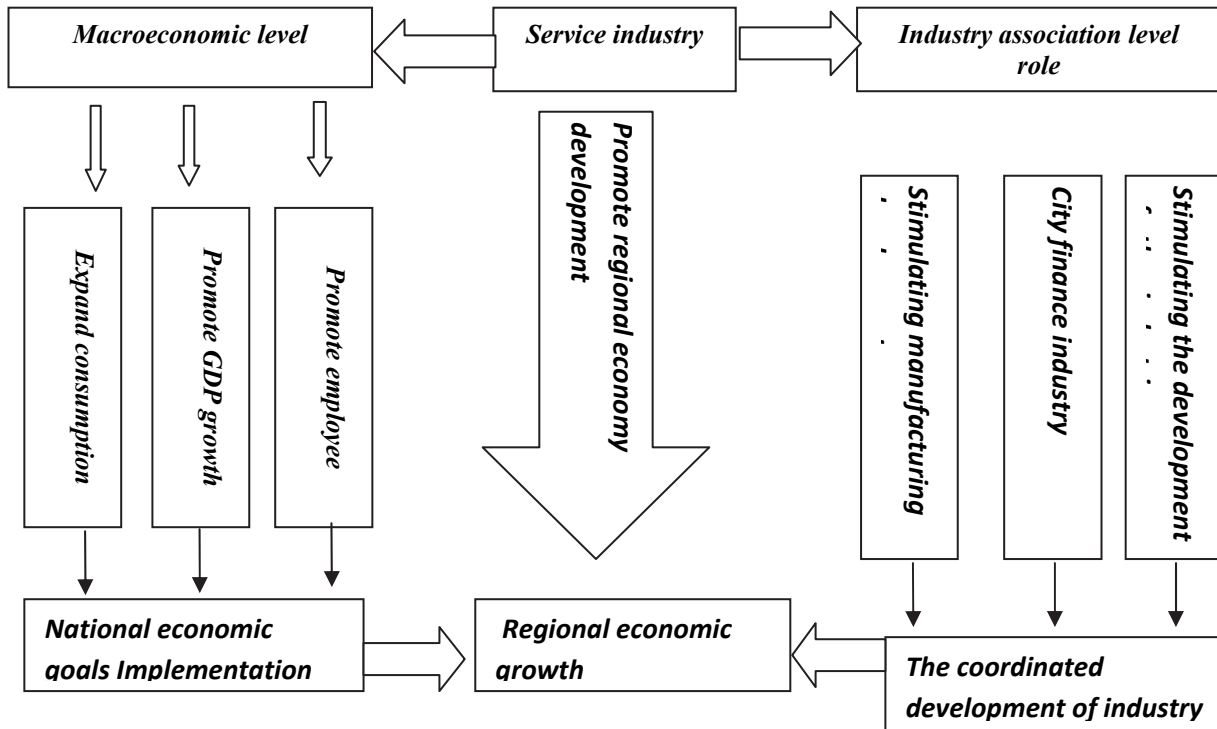 Macroeconomic level
Service industry
Industry association level
role
Promote regional economy
development
Expand consumption
Promote GDP growth
Promote employee
Stimulating manufacturing
City finance industry
Stimulating the development
National economic
goals Implementation
Regional economic
growth
The coordinated
development of industry